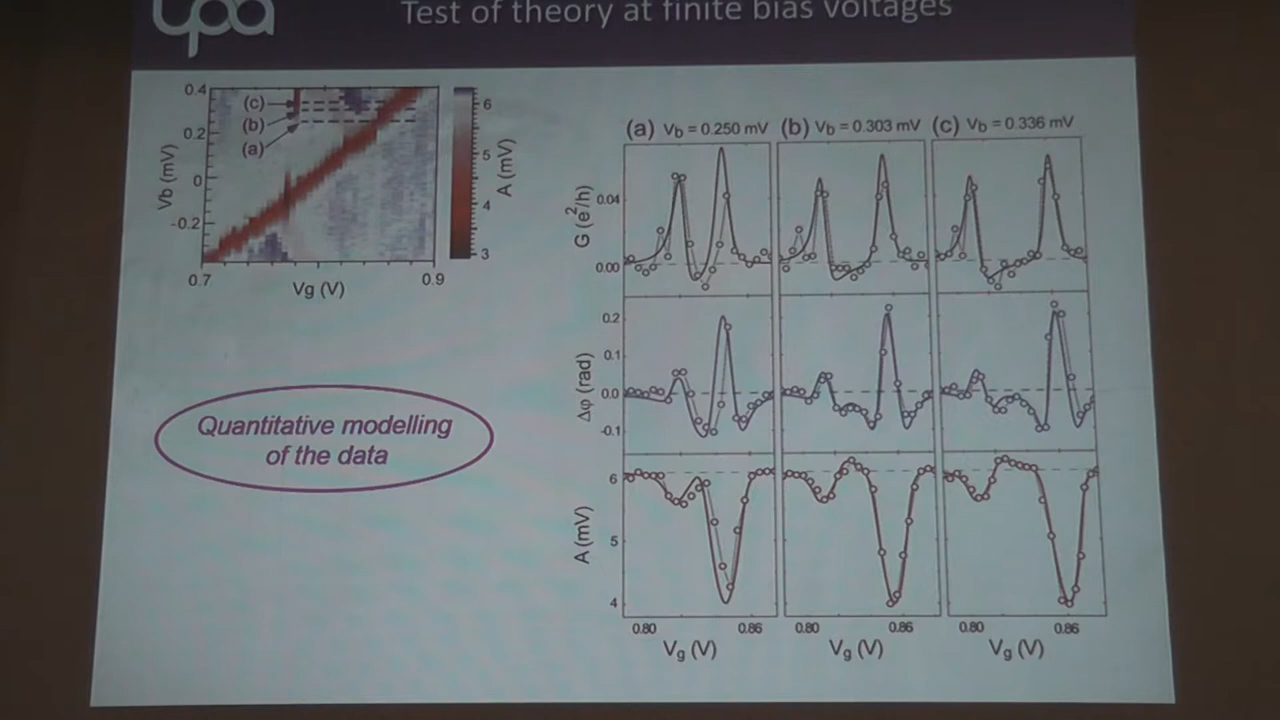 lpa
Test of theory at finite bias voltages
0.4
0.2
0
-0.2
Vb (mV)
(c)
(b)
(a)
0.7
0.9
Vg (V)
6
5
4
3
A (mV)
Quantitative modelling
of the data
(a) Vb = 0.250 mV
(b) Vb = 0.303 mV
(c) Vb = 0.336 mV
G (e²/h)
0.04
0.00
Δφ (rad)
0.2
0.1
0.0
-0.1
A (mV)
6
5
4
0.80
0.86
0.80
0.86
0.80
0.86
Vg (V)
Vg (V)
Vg (V)